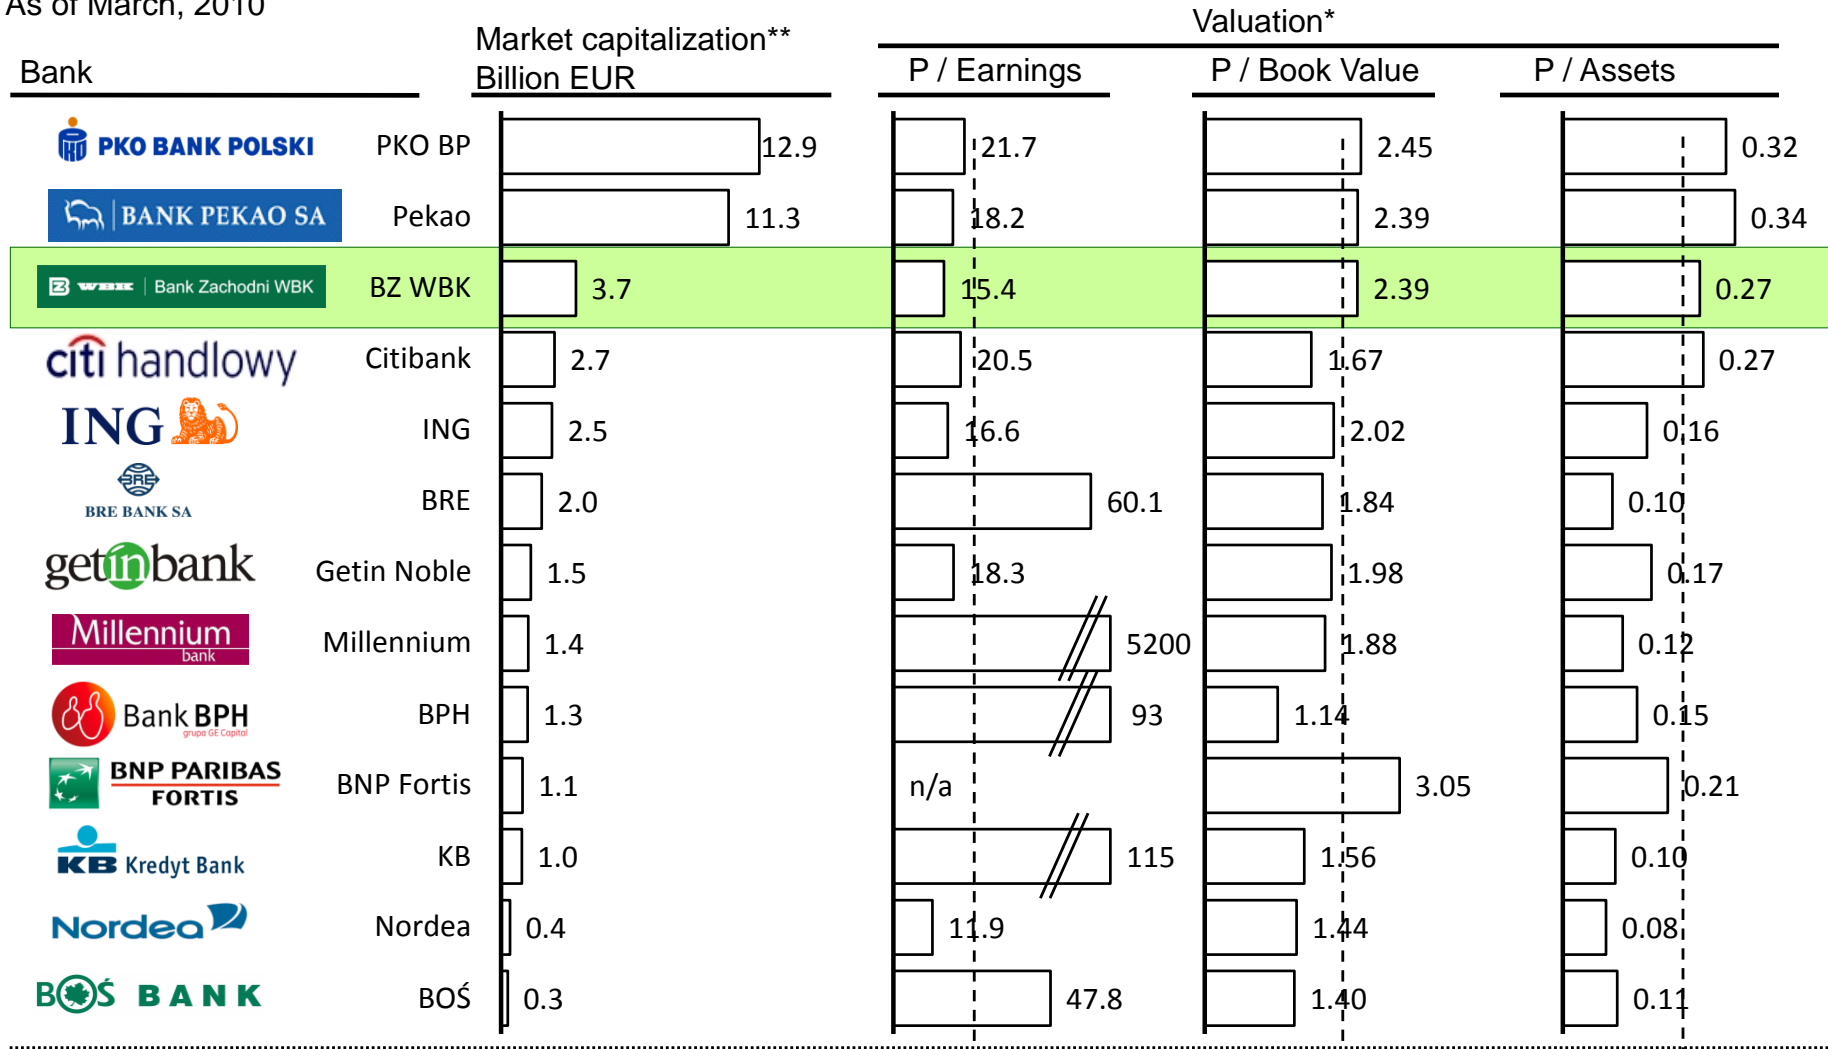 As of March, 2010
Valuation*
Market capitalization**
Billion EUR
Bank
P / Earnings
P / Book Value
P / Assets
PKO BANK POLSKI PKO BP 12.9 21.7 2.45 0.32
BANK PEKAO SA Pekao 11.3 18.2 2.39 0.34
B WBK Bank Zachodni WBK BZ WBK 3.7 15.4 2.39 0.27
citi handlowy Citibank 2.7 20.5 1.67 0.27
ING ING 2.5 16.6 2.02 0.16
BRE
BRE BANK SA BRE 2.0 60.1 1.84 0.10
getinbank Getin Noble 1.5 18.3 1.98 0.17
Millennium
bank Millennium 1.4 5200 1.88 0.12
Bank BPH
grupa GE Capital BPH 1.3 93 1.14 0.15
BNP PARIBAS
FORTIS BNP Fortis 1.1 n/a 3.05 0.21
KB Kredyt Bank KB 1.0 115 1.56 0.10
Nordea Nordea 0.4 11.9 1.44 0.08
BOŚ BANK BOŚ 0.3 47.8 1.40 0.11